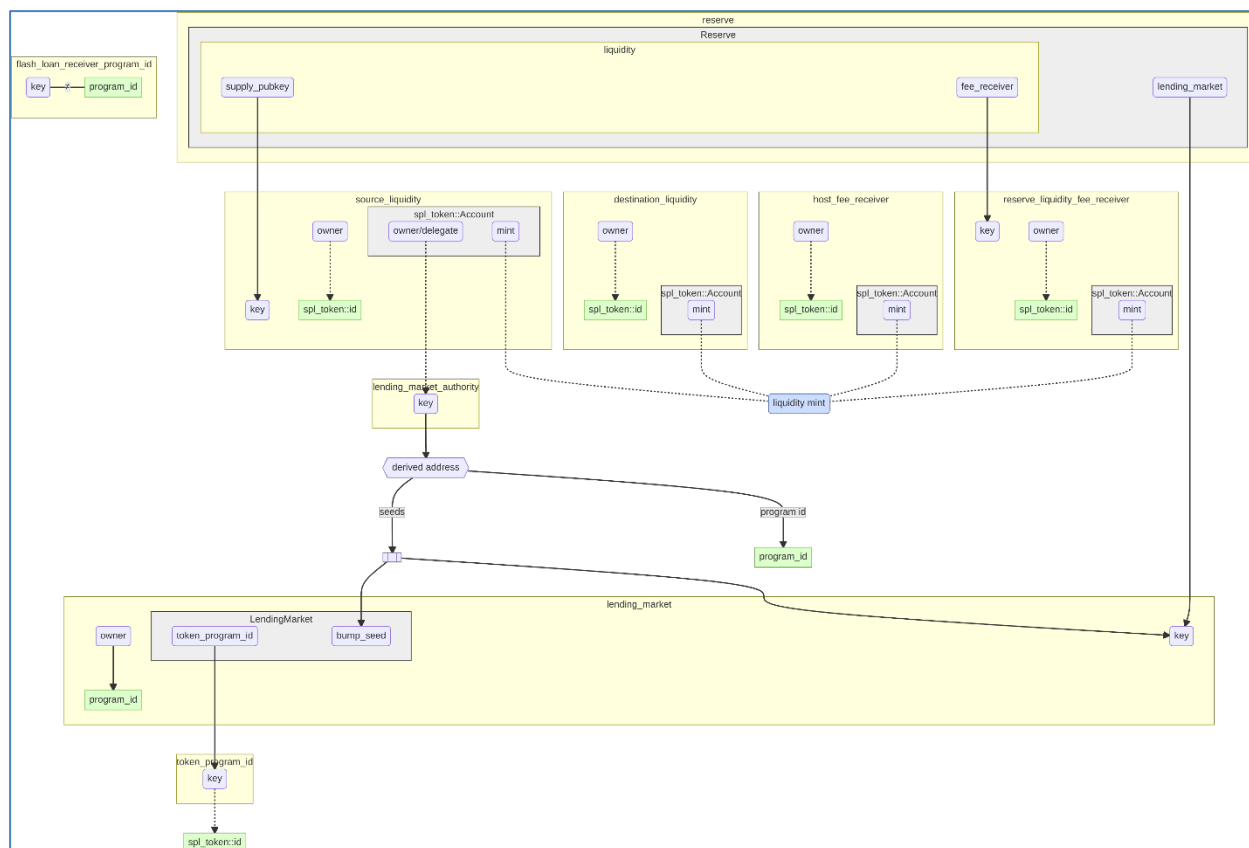 reserve
Reserve
liquidity
flash_loan_receiver_program_id
key
≠
program_id
supply_pubkey
fee_receiver
lending_market
source_liquidity
spl_token::Account
owner
owner/delegate
mint
key
spl_token::id
destination_liquidity
owner
spl_token::Account
spl_token::id
mint
host_fee_receiver
owner
spl_token::Account
spl_token::id
mint
reserve_liquidity_fee_receiver
key
owner
spl_token::Account
spl_token::id
mint
lending_market_authority
key
liquidity mint
derived address
seeds
program id
program_id
lending_market
LendingMarket
owner
token_program_id
bump_seed
key
program_id
token_program_id
key
spl_token::id